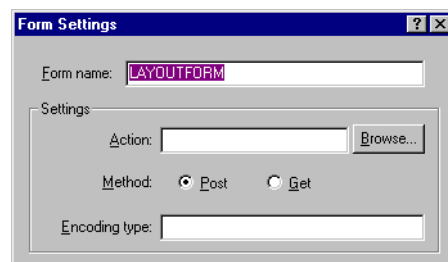 Form Settings
Form name: LAYOUTFORM
Settings
Action: Browse...
Method: Post Get
Encoding type: